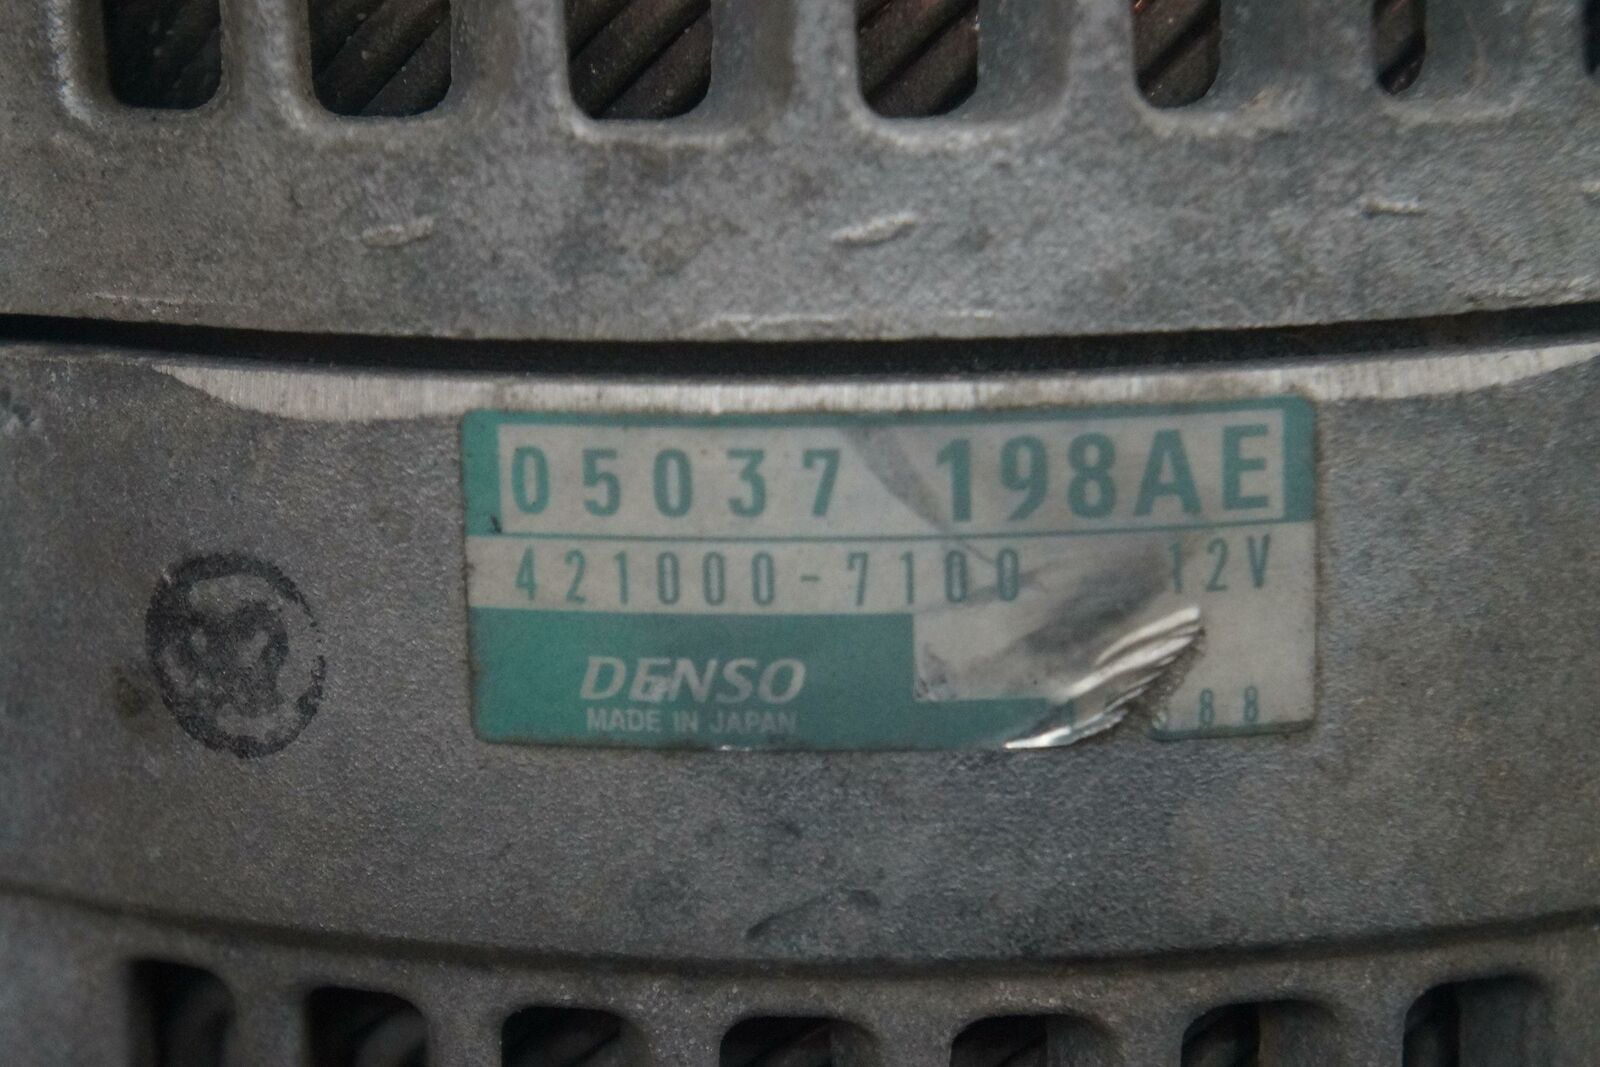 05037 198AE
421000-7100 12V
DENSO
MADE IN JAPAN